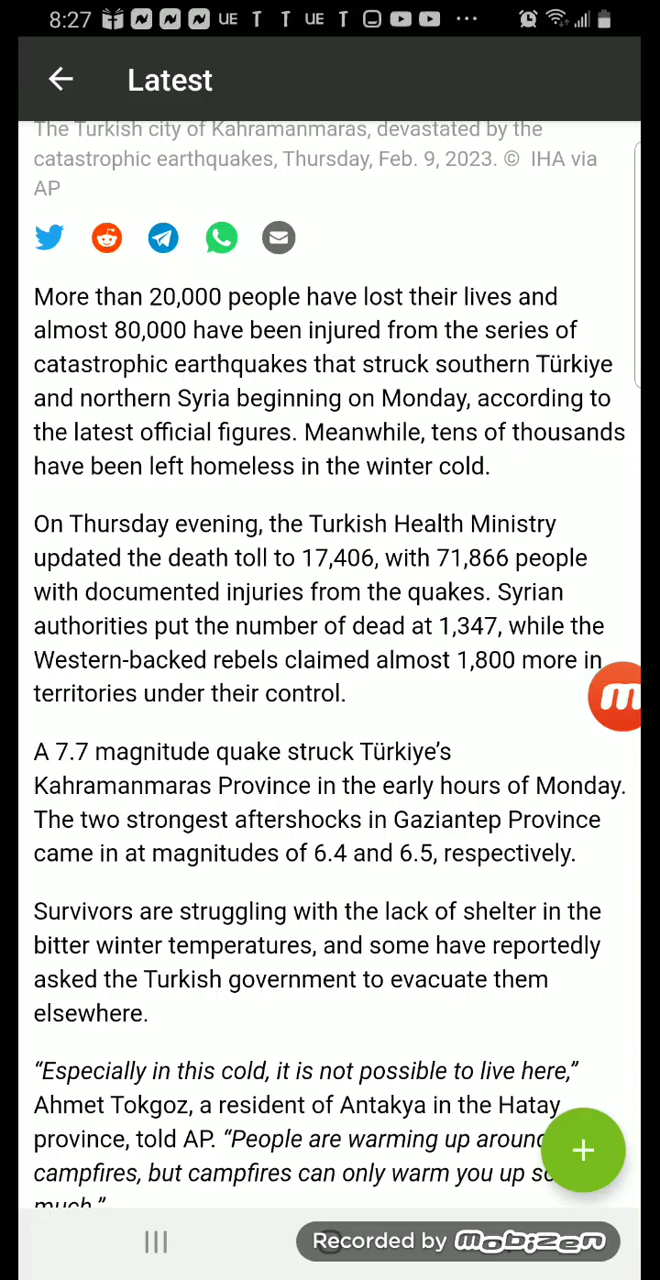 8:27 UE T T UE T
Latest
The Turkish city of Kahramanmaras, devastated by the
catastrophic earthquakes, Thursday, Feb. 9, 2023. © IHA via
AP
More than 20,000 people have lost their lives and
almost 80,000 have been injured from the series of
catastrophic earthquakes that struck southern Türkiye
and northern Syria beginning on Monday, according to
the latest official figures. Meanwhile, tens of thousands
have been left homeless in the winter cold.
On Thursday evening, the Turkish Health Ministry
updated the death toll to 17,406, with 71,866 people
with documented injuries from the quakes. Syrian
authorities put the number of dead at 1,347, while the
Western-backed rebels claimed almost 1,800 more in
territories under their control.
A 7.7 magnitude quake struck Türkiye’s
Kahramanmaras Province in the early hours of Monday.
The two strongest aftershocks in Gaziantep Province
came in at magnitudes of 6.4 and 6.5, respectively.
Survivors are struggling with the lack of shelter in the
bitter winter temperatures, and some have reportedly
asked the Turkish government to evacuate them
elsewhere.
“Especially in this cold, it is not possible to live here,”
Ahmet Tokgoz, a resident of Antakya in the Hatay
province, told AP. “People are warming up around
campfires, but campfires can only warm you up so
much.”
Recorded by mobizen